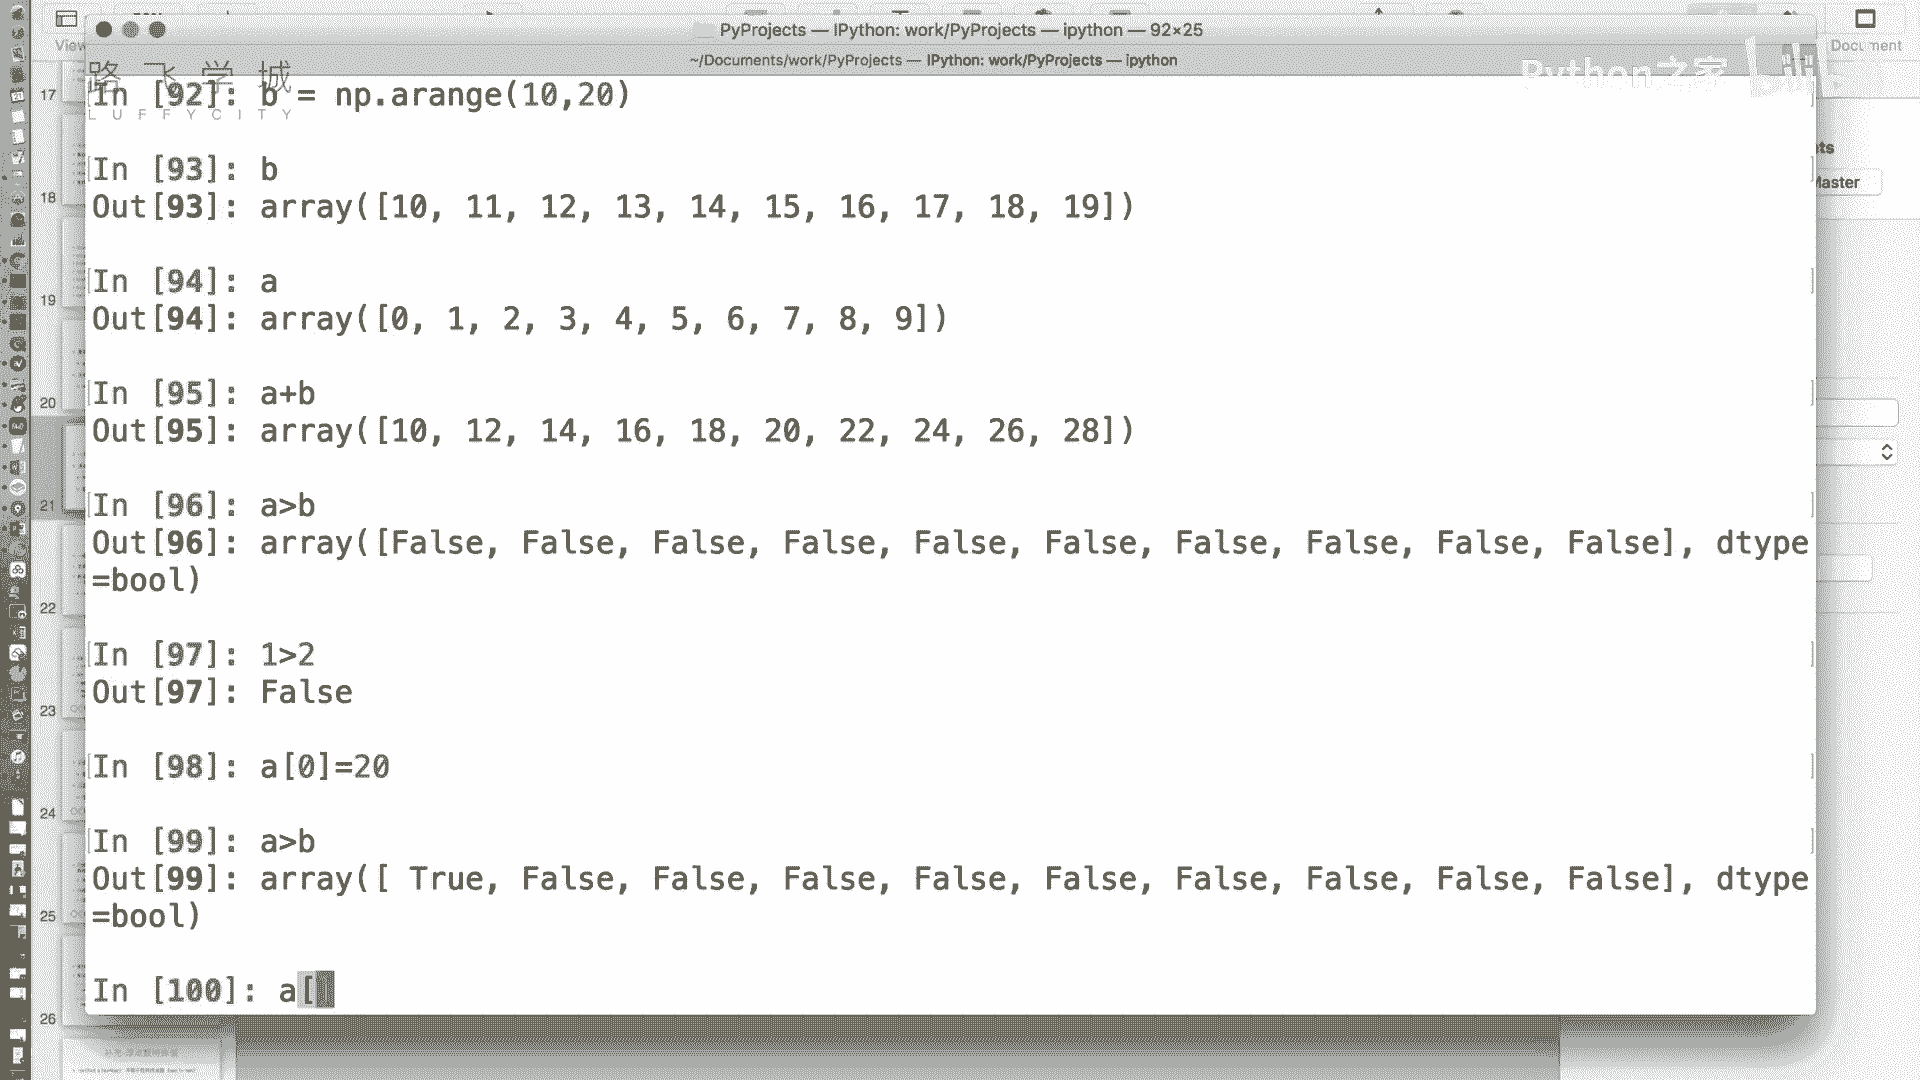 PyProjects — IPython: work/PyProjects — ipython — 92×25
View
Document
~/Documents/work/PyProjects — IPython: work/PyProjects — ipython
路 飞 学 城
LUFFYCITY
Python之家
In [92]: b = np.arange(10,20)
In [93]: b
Out[93]: array([10, 11, 12, 13, 14, 15, 16, 17, 18, 19])
Master
In [94]: a
Out[94]: array([0, 1, 2, 3, 4, 5, 6, 7, 8, 9])
In [95]: a+b
Out[95]: array([10, 12, 14, 16, 18, 20, 22, 24, 26, 28])
In [96]: a>b
Out[96]: array([False, False, False, False, False, False, False, False, False, False], dtype
=bool)
In [97]: 1>2
Out[97]: False
In [98]: a[0]=20
In [99]: a>b
Out[99]: array([ True, False, False, False, False, False, False, False, False, False], dtype
=bool)
In [100]: a[
17
18
19
20
21
22
23
24
25
26